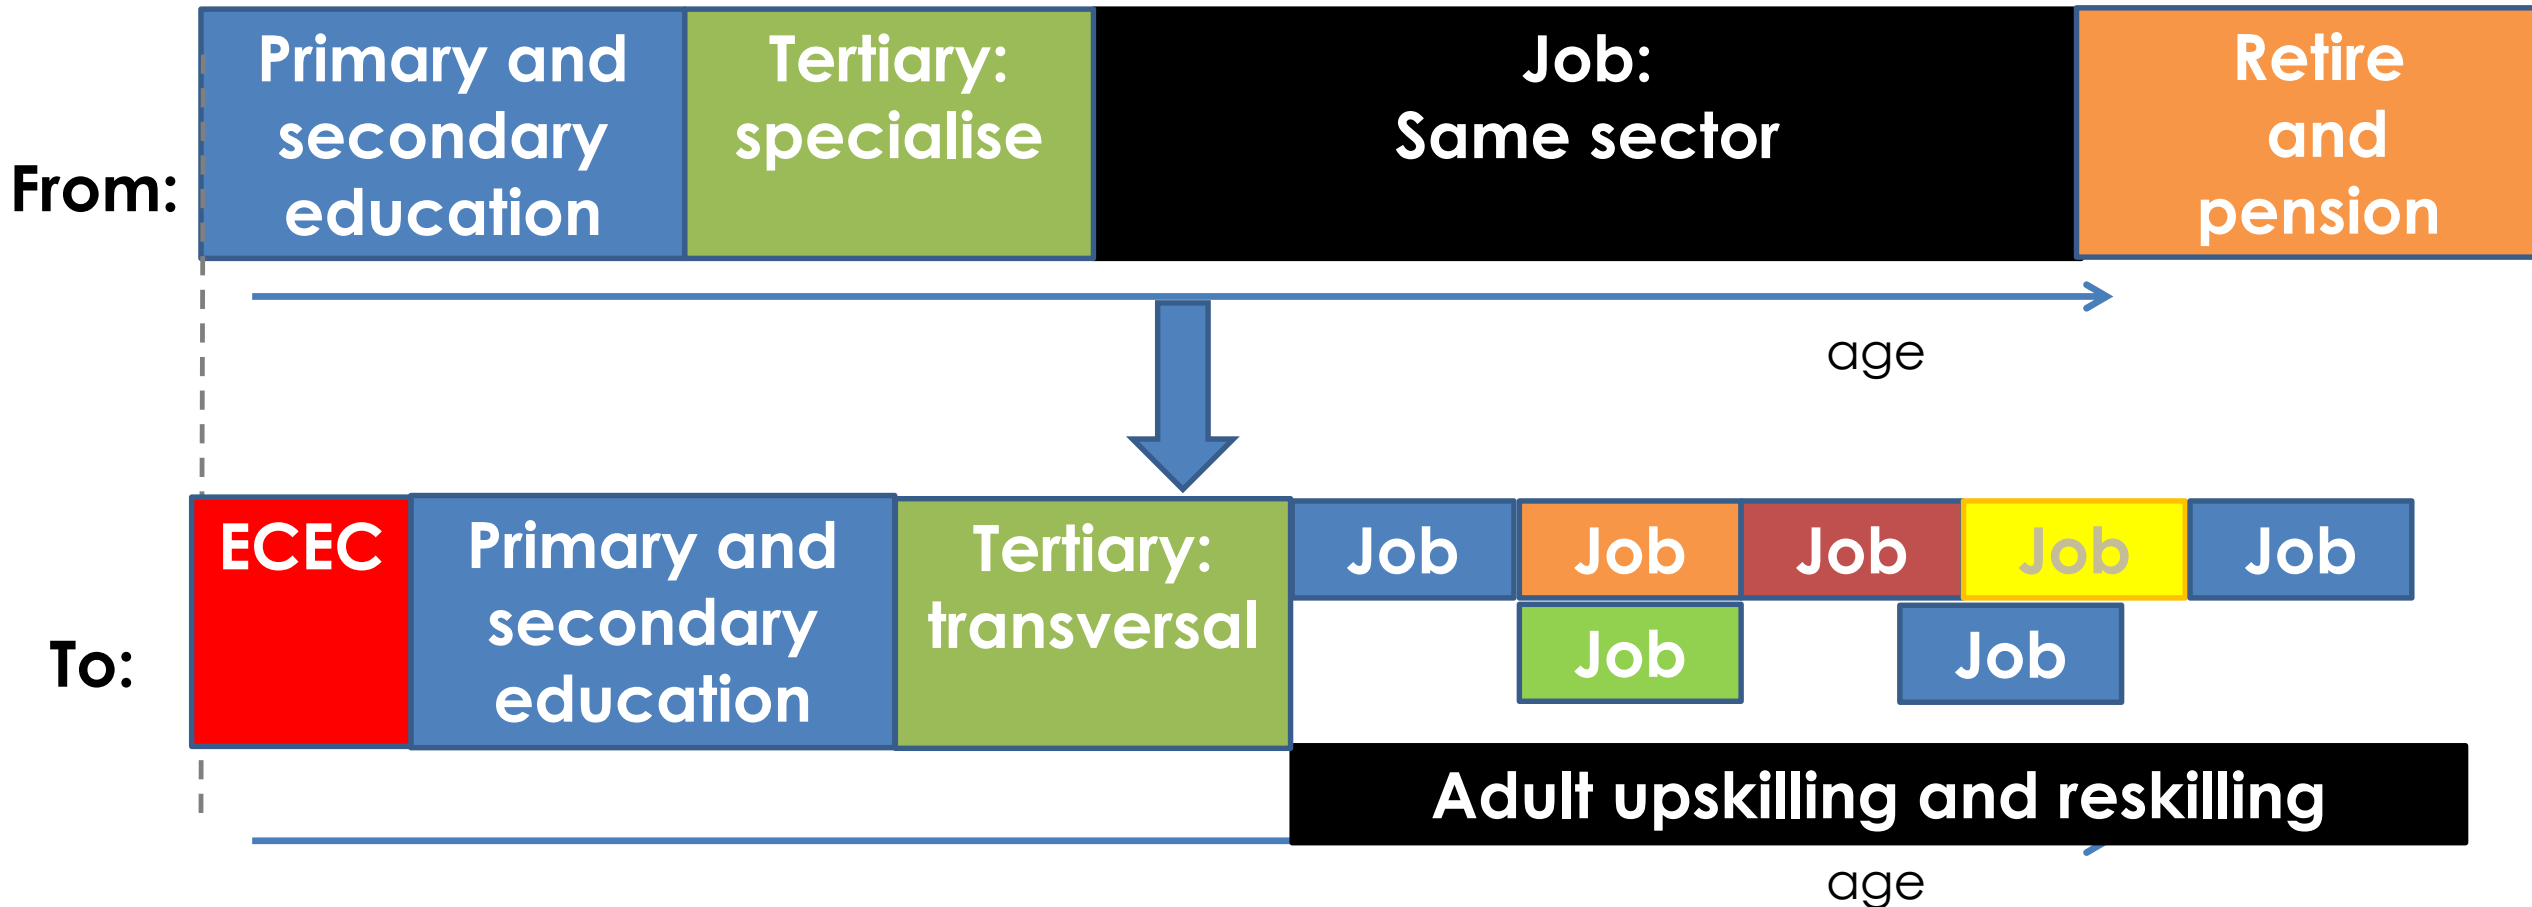 From:
Primary and
secondary
education
Tertiary:
specialise
Job:
Same sector
Retire
and
pension
age
To:
ECEC
Primary and
secondary
education
Tertiary:
transversal
Job
Job
Job
Job
Job
Job
Job
Adult upskilling and reskilling
age